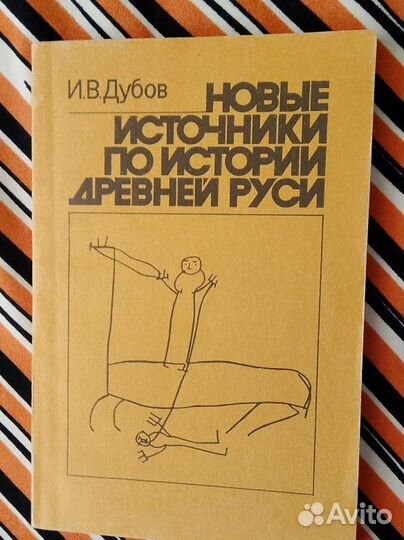 И.В.Дубов
НОВЫЕ
ИСТОЧНИКИ
ПО ИСТОРИИ
ДРЕВНЕЙ РУСИ
Avito